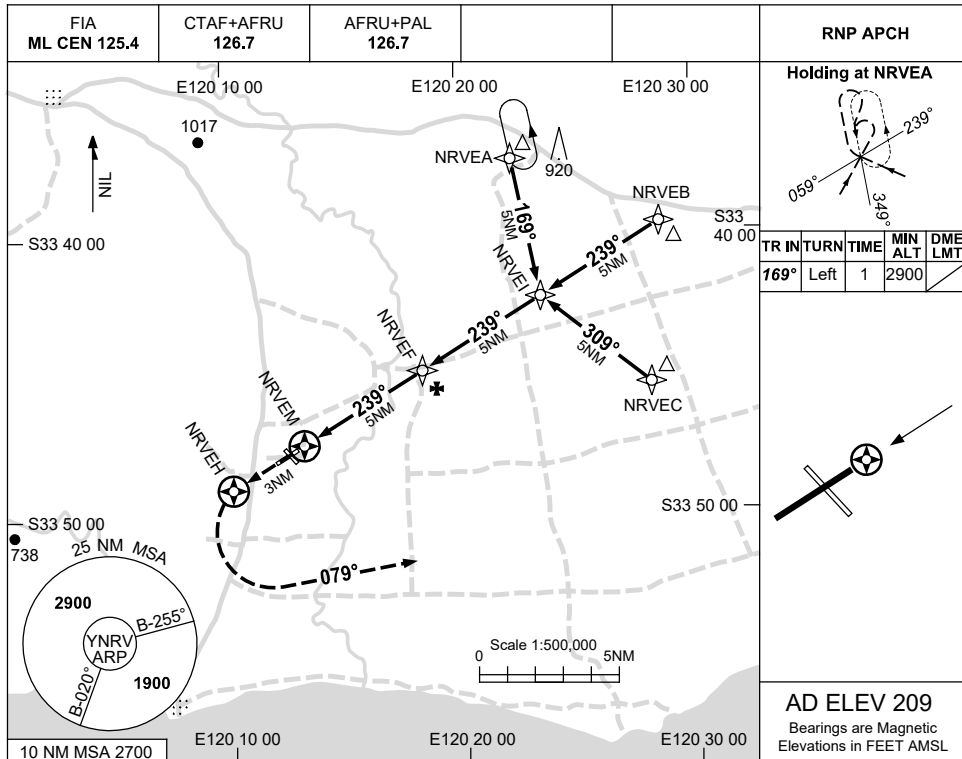 FIA
ML CEN 125.4
CTAF+AFRU
126.7
AFRU+PAL
126.7
RNP APCH
E120 10 00
E120 20 00
E120 30 00
1017
NIL
NRVEA
920
NRVEB
S33
40 00
S33 40 00
169°
5NM
239°
5NM
NRVEI
239°
5NM
309°
5NM
NRVEC
NRVEF
239°
5NM
NRVEM
NRVEH
3NM
S33 50 00
S33 50 00
738
079°
25 NM MSA
2900
B-255°
YNRV
ARP
1900
B-020°
10 NM MSA 2700
Scale 1:500,000
0
5NM
E120 10 00
E120 20 00
E120 30 00
Holding at NRVEA
239°
059°
349°
TR IN TURN TIME MIN ALT DME LMT
169° Left 1 2900
AD ELEV 209
Bearings are Magnetic
Elevations in FEET AMSL